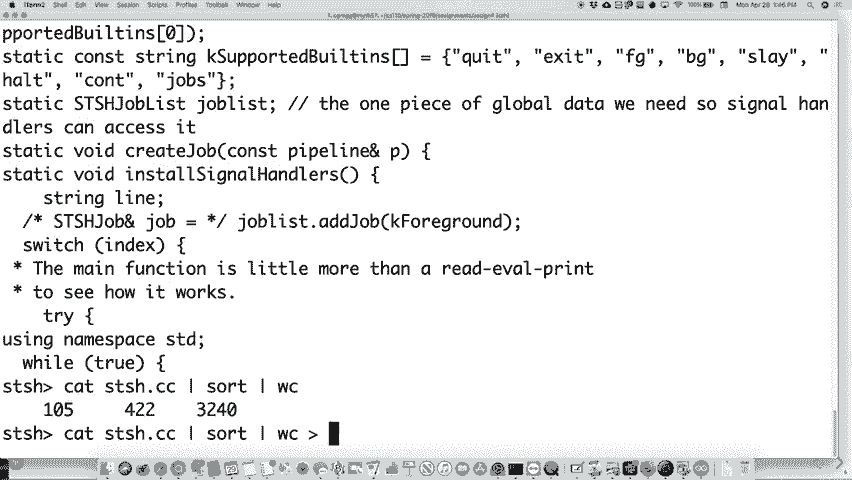 iTerm2 Shell Edit View Session Scripts Profiles Toolbelt Window Help 100% Mon Apr 29 1:46 PM
pportedBuiltins[0]);
static const string kSupportedBuiltins[] = {"quit", "exit", "fg", "bg", "slay", "
halt", "cont", "jobs"};
static STSHJobList joblist; // the one piece of global data we need so signal han
dlers can access it
static void createJob(const pipeline& p) {
static void installSignalHandlers() {
string line;
/* STSHJob& job = */ joblist.addJob(kForeground);
switch (index) {
* The main function is little more than a read-eval-print
* to see how it works.
try {
using namespace std;
while (true) {
stsh> cat stsh.cc | sort | wc
105 422 3240
stsh> cat stsh.cc | sort | wc >